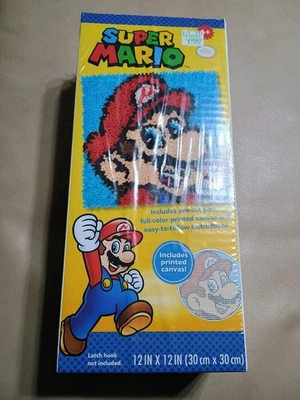 SUPER
MARIO
Includes pre-cut yarn,
full-color printed canvas and
easy-to-follow instructions
Includes
printed
canvas!
Latch hook
not included.
12 IN X 12 IN (30 cm x 30 cm)